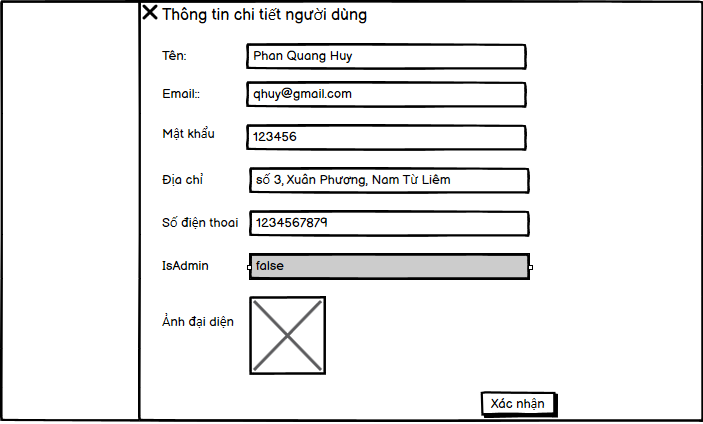 Thông tin chi tiết người dùng
Tên: Phan Quang Huy
Email:: qhuy@gmail.com
Mật khẩu 123456
Địa chỉ số 3, Xuân Phương, Nam Từ Liêm
Số điện thoai 1234567879
IsAdmin false
Ảnh đại diện
Xác nhận